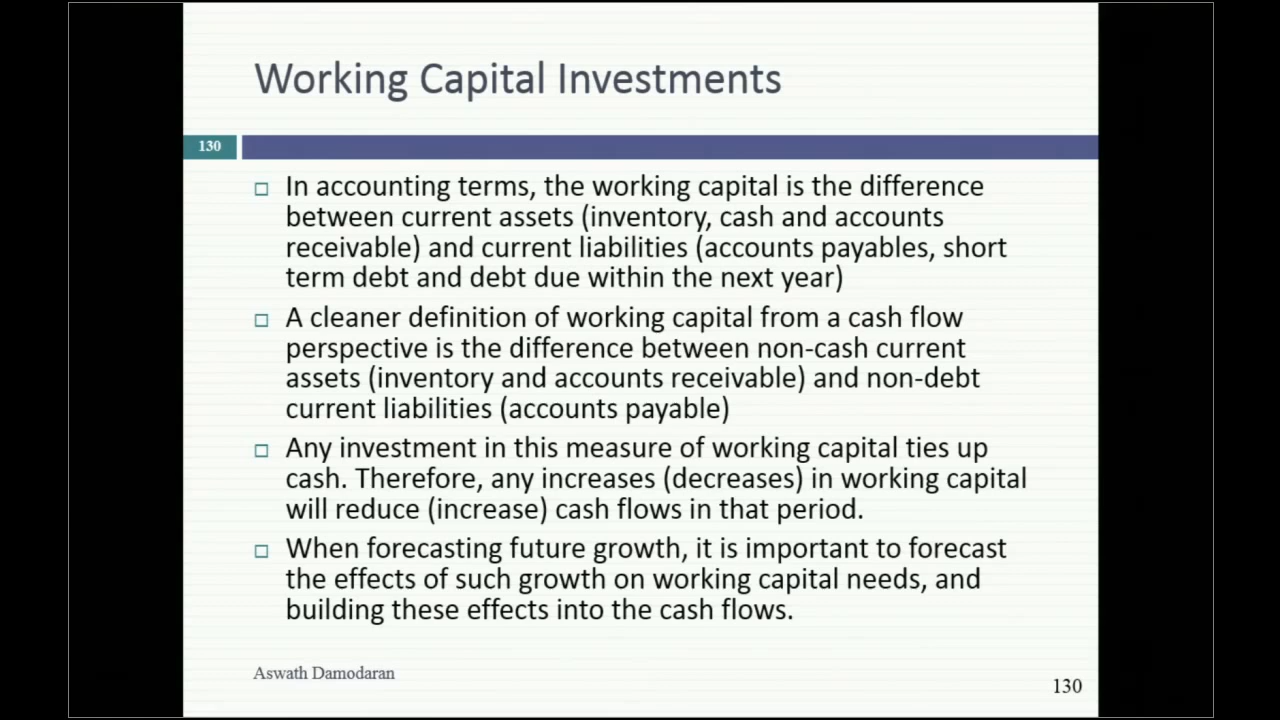 Working Capital Investments
130
In accounting terms, the working capital is the difference
between current assets (inventory, cash and accounts
receivable) and current liabilities (accounts payables, short
term debt and debt due within the next year)
A cleaner definition of working capital from a cash flow
perspective is the difference between non-cash current
assets (inventory and accounts receivable) and non-debt
current liabilities (accounts payable)
Any investment in this measure of working capital ties up
cash. Therefore, any increases (decreases) in working capital
will reduce (increase) cash flows in that period.
When forecasting future growth, it is important to forecast
the effects of such growth on working capital needs, and
building these effects into the cash flows.
Aswath Damodaran
130